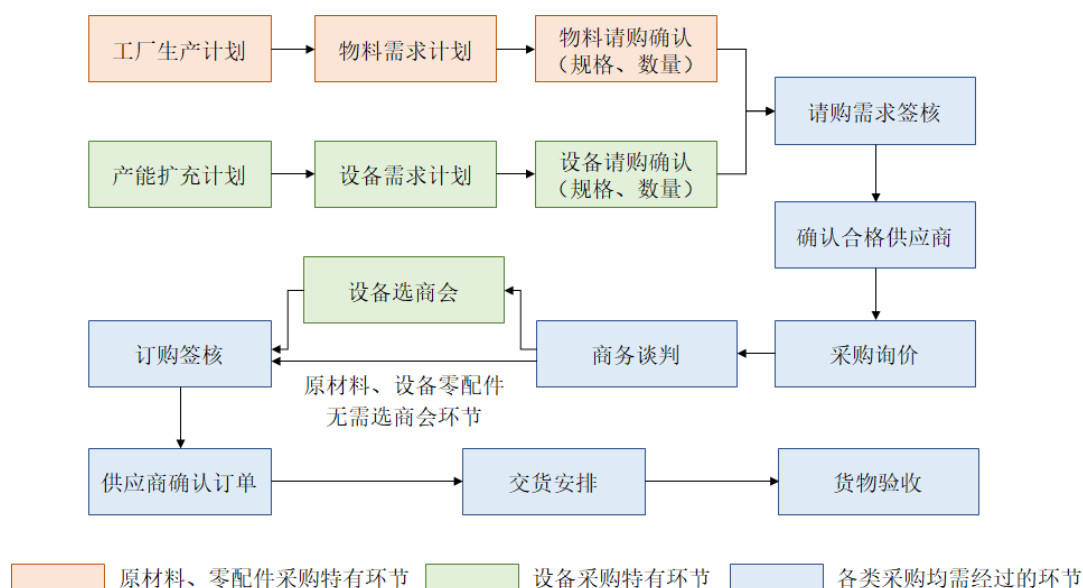 工厂生产计划
物料需求计划
物料请购确认
（规格、数量）
请购需求签核
产能扩充计划
设备需求计划
设备请购确认
（规格、数量）
确认合格供应商
设备选商会
订购签核
商务谈判
采购询价
原材料、设备零配件
无需选商会环节
供应商确认订单
交货安排
货物验收
原材料、零配件采购特有环节
设备采购特有环节
各类采购均需经过的环节